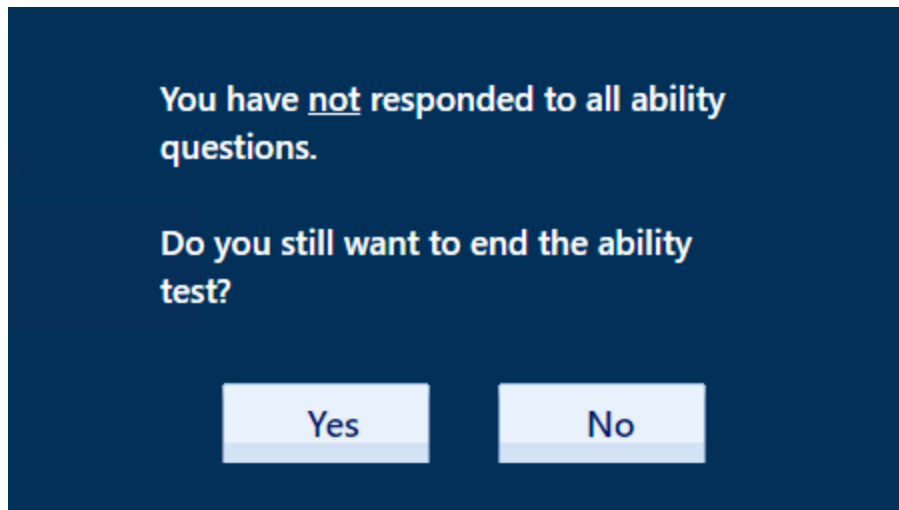 You have not responded to all ability
questions.
Do you still want to end the ability
test?
Yes No